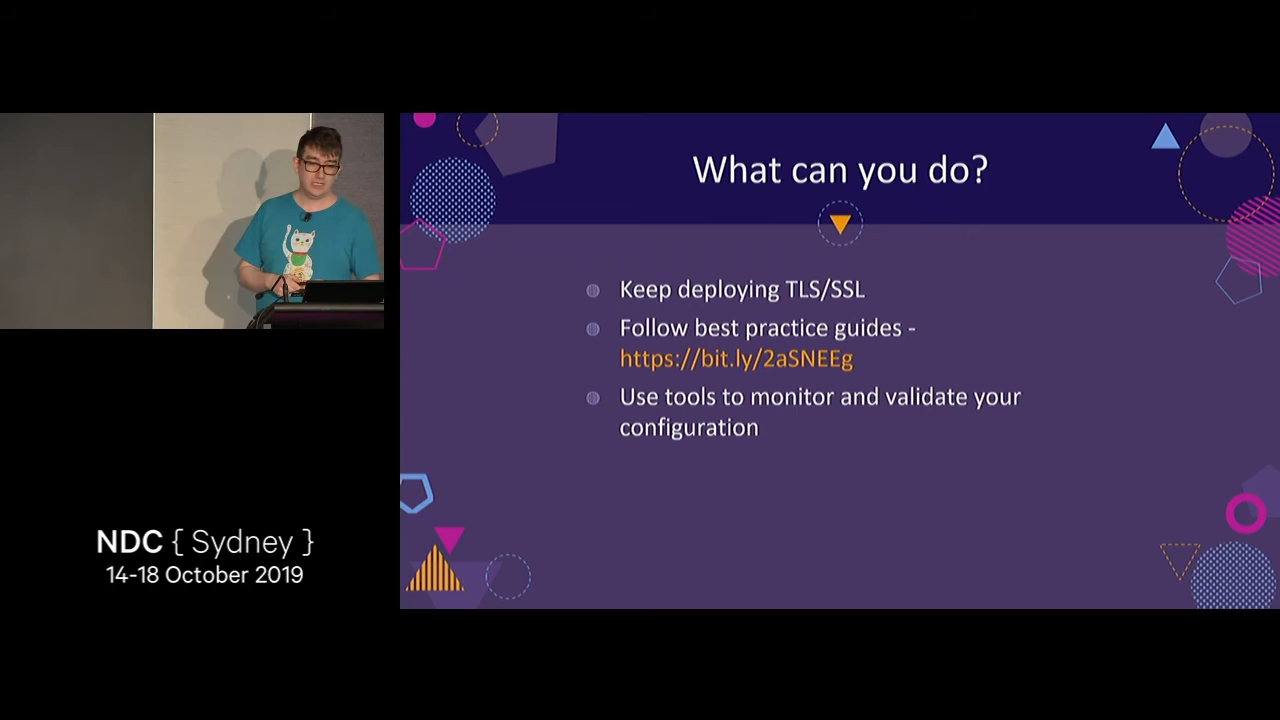 What can you do?
Keep deploying TLS/SSL
Follow best practice guides -
https://bit.ly/2aSNEEg
Use tools to monitor and validate your
configuration
NDC { Sydney }
14-18 October 2019